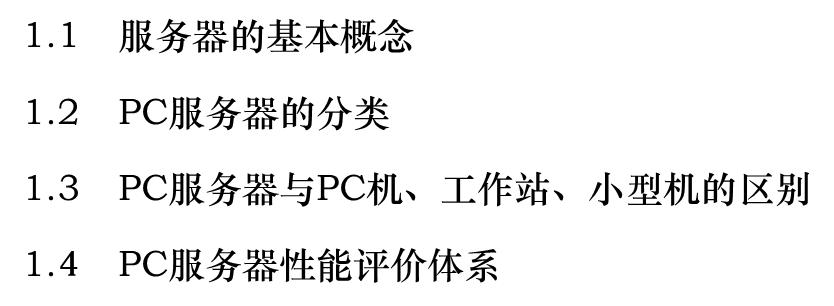 1.1 服务器的基本概念
1.2 PC服务器的分类
1.3 PC服务器与PC机、工作站、小型机的区别
1.4 PC服务器性能评价体系